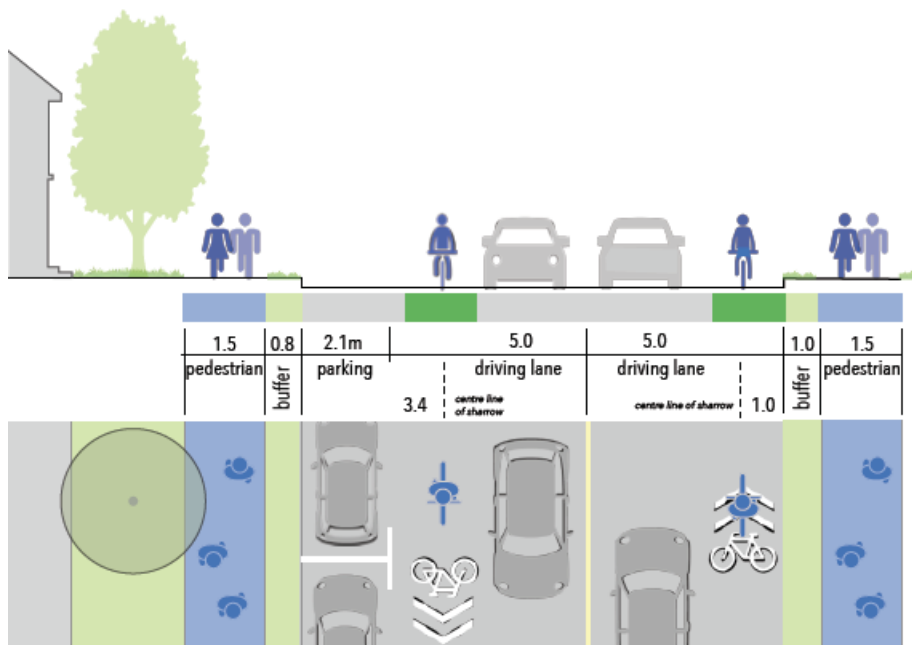 1.5 0.8 2.1m 5.0 5.0 1.0 1.5
pedestrian buffer parking driving lane driving lane buffer pedestrian
3.4 centre line centre line of sharrow 1.0
of sharrow